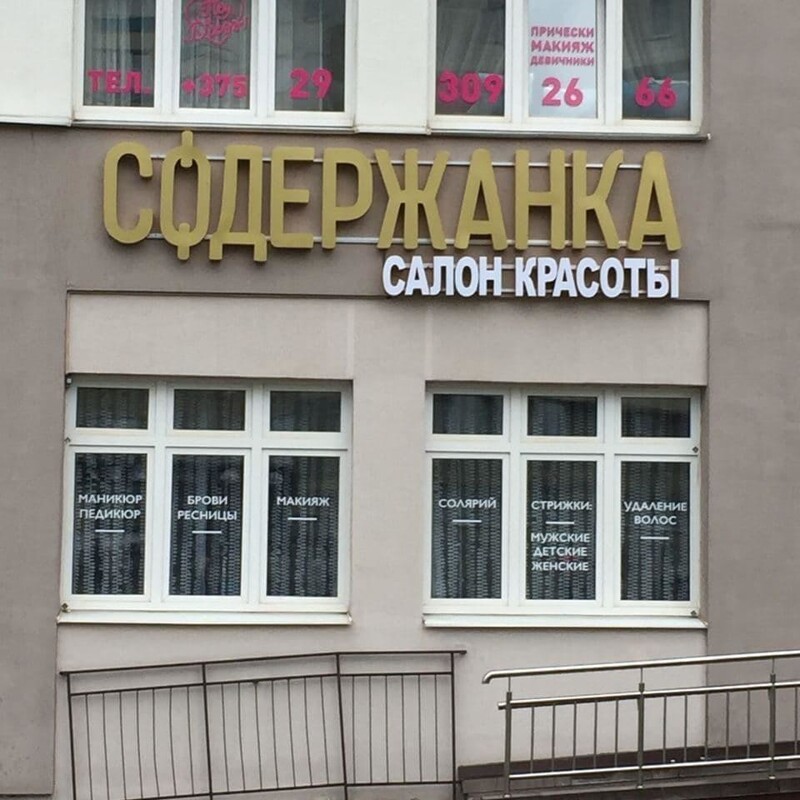 ПРИЧЕСКИ
МАКИЯЖ
ДЕВИЧНИКИ
ТЕЛ. +375 29 309 26 66
СОДЕРЖАНКА
САЛОН КРАСОТЫ
МАНИКЮР
ПЕДИКЮР
БРОВИ
РЕСНИЦЫ
МАКИЯЖ
СОЛЯРИЙ
СТРИЖКИ:
МУЖСКИЕ
ДЕТСКИЕ
ЖЕНСКИЕ
УДАЛЕНИЕ
ВОЛОС